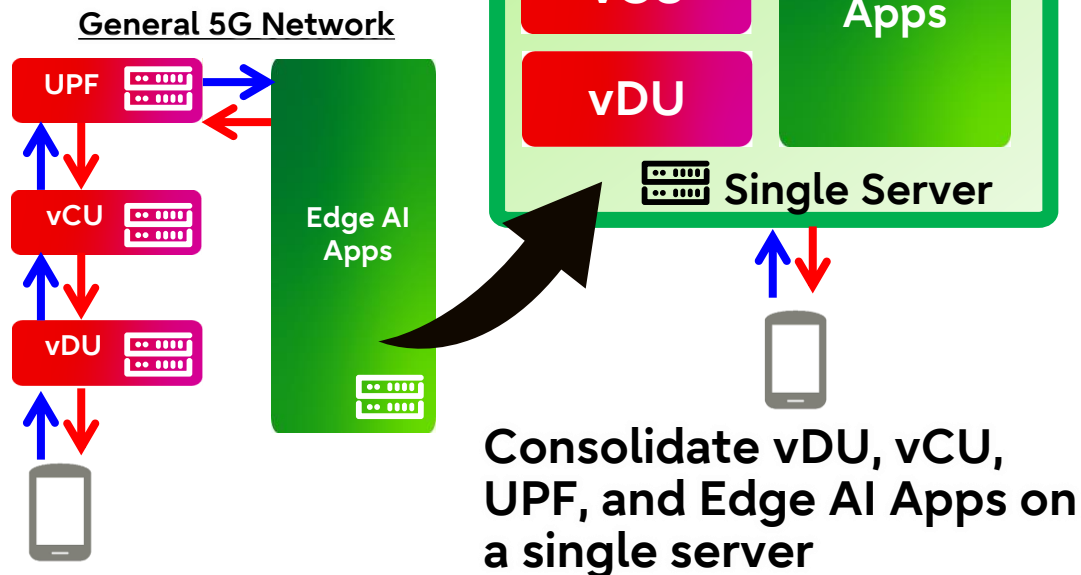 General 5G Network
UPF
vCU
vDU
Edge AI
Apps
Apps
vDU
Single Server
Consolidate vDU, vCU,
UPF, and Edge AI Apps on
a single server